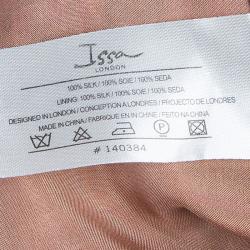 Issa
LONDON
100% SILK / 100% SOIE / 100% SEDA
LINING: 100% SILK / 100% SOIE / 100% SEDA
DESIGNED IN LONDON / CONCEPTION A LONDRES / PROJECTO DE LONDRES
MADE IN CHINA / FABRIQUE EN CHINE / FEITO NA CHINA
# 140384